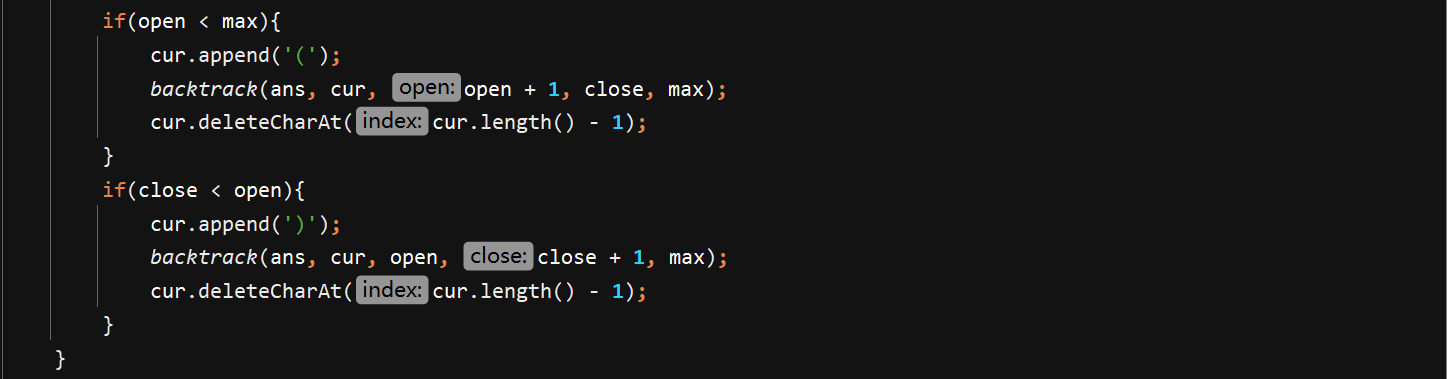 if(open < max){
cur.append('(');
backtrack(ans, cur, open: open + 1, close, max);
cur.deleteCharAt( index: cur.length() - 1);
}
if(close < open){
cur.append(')');
backtrack(ans, cur, open, close: close + 1, max);
cur.deleteCharAt( index: cur.length() - 1);
}
}